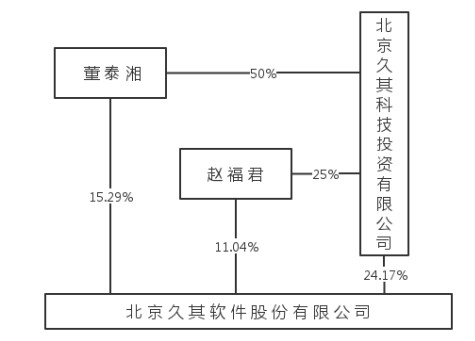 董泰湘
50%
北京久其科技投资有限公司
赵福君
25%
15.29%
11.04%
24.17%
北京久其软件股份有限公司